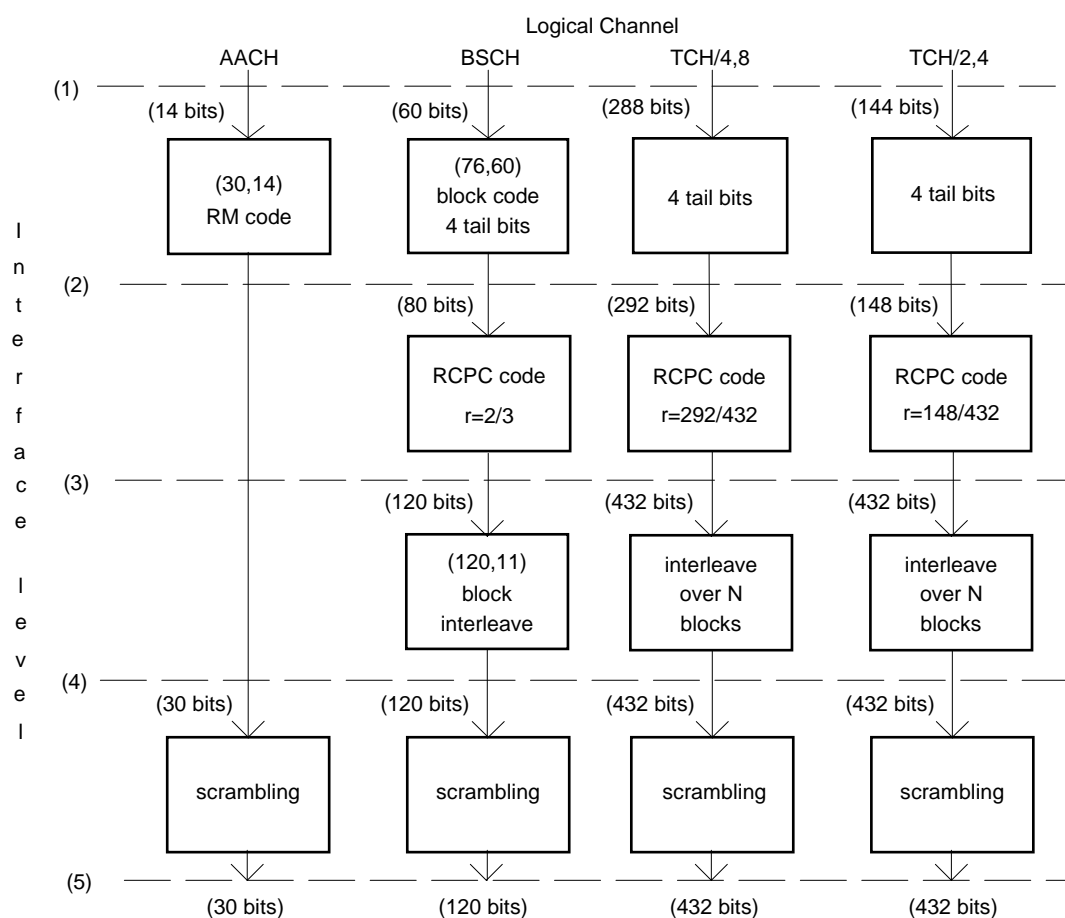 Logical Channel
AACH BSCH TCH/4,8 TCH/2,4
(1)
(14 bits) (60 bits) (288 bits) (144 bits)
(30,14)
RM code
(76,60)
block code
4 tail bits
4 tail bits
4 tail bits
Interface level
(2)
(80 bits) (292 bits) (148 bits)
RCPC code
r=2/3
RCPC code
r=292/432
RCPC code
r=148/432
(3)
(120 bits) (432 bits) (432 bits)
(120,11)
block
interleave
interleave
over N
blocks
interleave
over N
blocks
(4)
(30 bits) (120 bits) (432 bits) (432 bits)
scrambling scrambling scrambling scrambling
(5)
(30 bits) (120 bits) (432 bits) (432 bits)